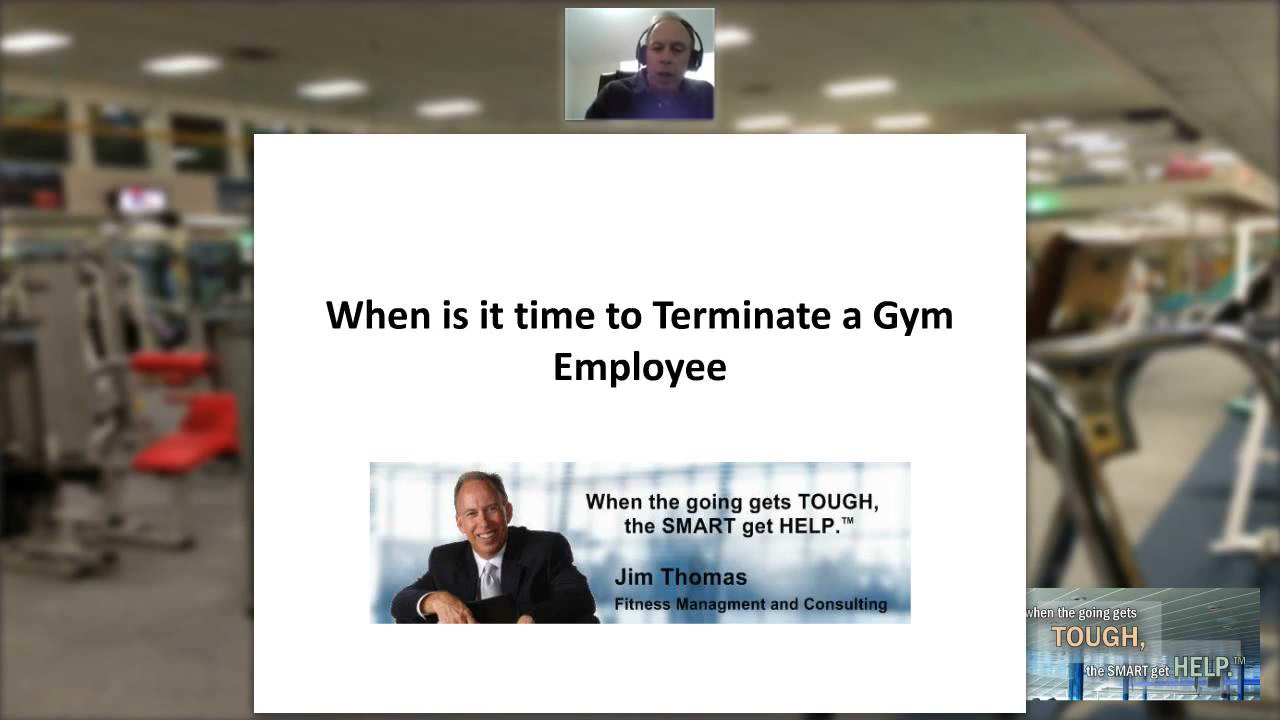 When is it time to Terminate a Gym
Employee
When the going gets TOUGH,
the SMART get HELP.™
Jim Thomas
Fitness Managment and Consulting
when the going gets
TOUGH,
the SMART get HELP.™